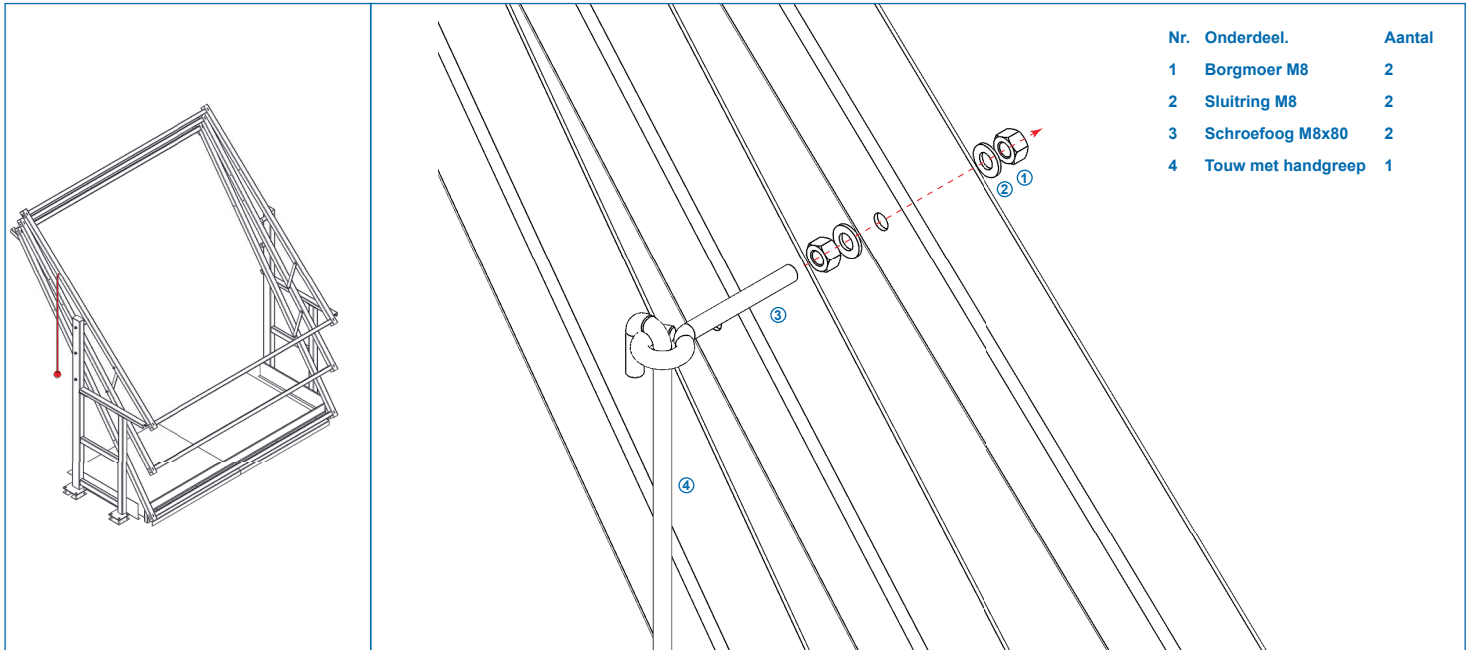 Nr. Onderdeel. Aantal
1 Borgmoer M8 2
2 Sluitring M8 2
3 Schroefoog M8x80 2
4 Touw met handgreep 1
1
2
3
4